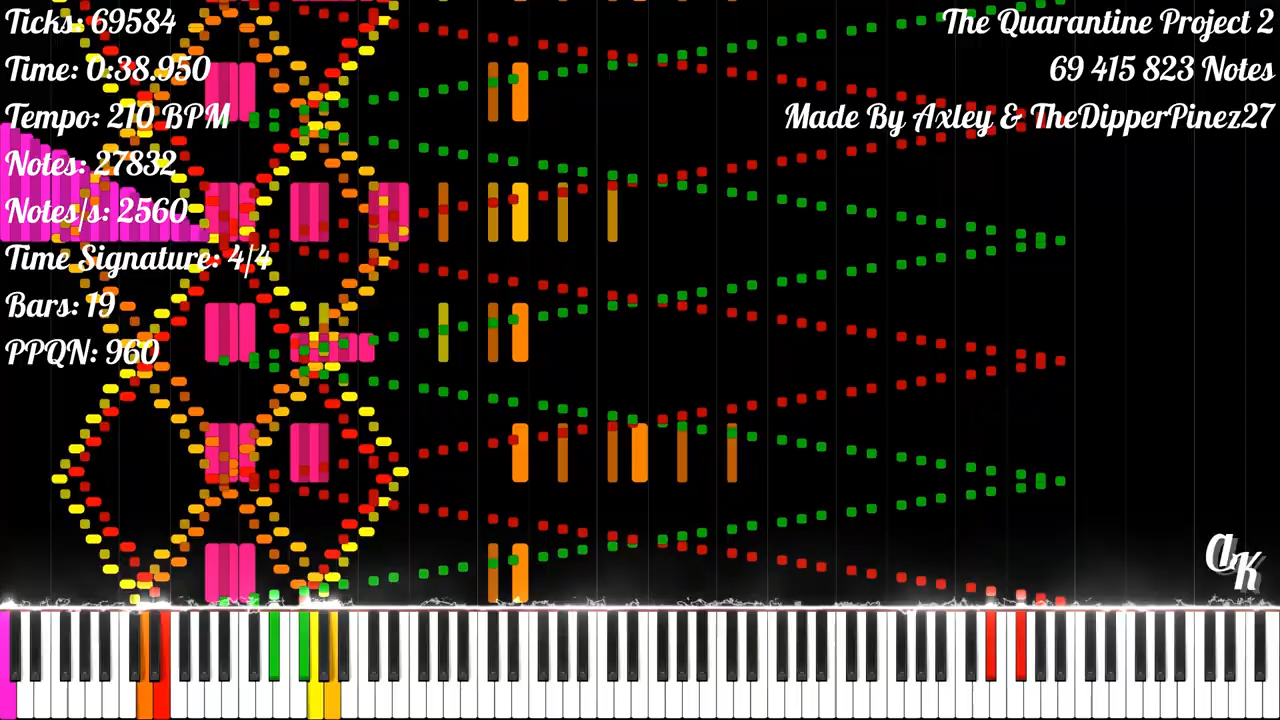 Ticks: 69584
The Quarantine Project 2
Time: 0:38.950
69 415 823 Notes
Tempo: 210 BPM
Made By Axley & TheDipperPinez27
Notes: 27832
Notes/s: 2560
Time Signature: 4/4
Bars: 19
PPQN: 960
aK